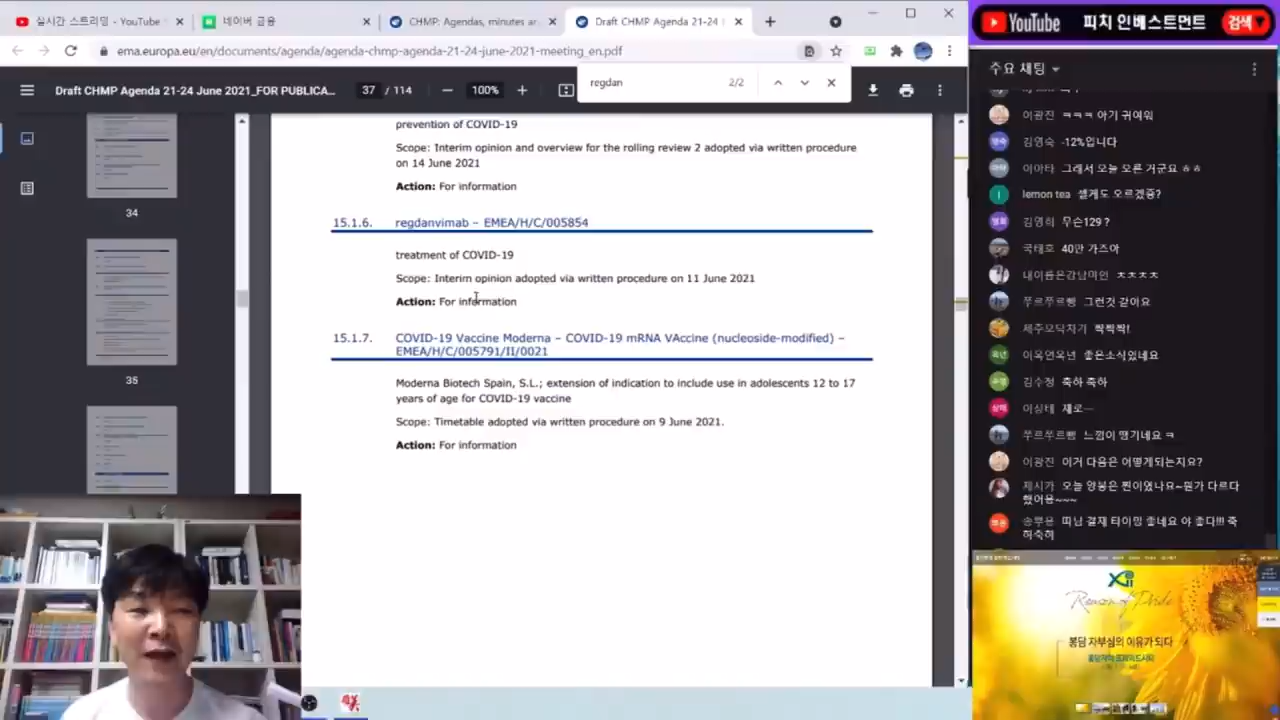 실시간 스트리밍 - YouTube
네이버 금융
CHMP: Agendas, minutes ar
Draft CHMP Agenda 21-24
ema.europa.eu/en/documents/agenda/agenda-chmp-agenda-21-24-june-2021-meeting_en.pdf
regdan 2/2
Draft CHMP Agenda 21-24 June 2021_FOR PUBLICA...
37 / 114
100%
34
35
prevention of COVID-19
Scope: Interim opinion and overview for the rolling review 2 adopted via written procedure
on 14 June 2021
Action: For information
15.1.6. regdanvimab – EMEA/H/C/005854
treatment of COVID-19
Scope: Interim opinion adopted via written procedure on 11 June 2021
Action: For information
15.1.7. COVID-19 Vaccine Moderna – COVID-19 mRNA VAccine (nucleoside-modified) –
EMEA/H/C/005791/II/0021
Moderna Biotech Spain, S.L.; extension of indication to include use in adolescents 12 to 17
years of age for COVID-19 vaccine
Scope: Timetable adopted via written procedure on 9 June 2021.
Action: For information
YouTube 피치 인베스트먼트 검색
주요 채팅
이광진 ㅋㅋㅋ 아기 귀여워
김영숙 -12%입니다
이아타 그래서 오늘 오른 거군요 ㅎㅎ
lemon tea 셀게도 오르겠쥬?
김영희 무슨129 ?
국태호 40만 가즈아
내이름은강남미인 ㅊㅊㅊㅊ
푸르푸르빵 그런것 같아요
제주모닥치기 짝짝짝!
이옥연옥년 좋은소식있네요
김수정 축하 축하
이상태 재로ㅡ
푸르푸르빵 느낌이 땡기네요 ㅋ
이광진 이거 다음은 어떻게되는지요?
제시카 오늘 양봉은 찐이였나요~뭔가 다르다
했어융~~~
따님 결재 타이밍 좋네요 야 좋다!!! 축
하축하
Xi
Reason of Pride
봉담 자부심의 이유가 되다